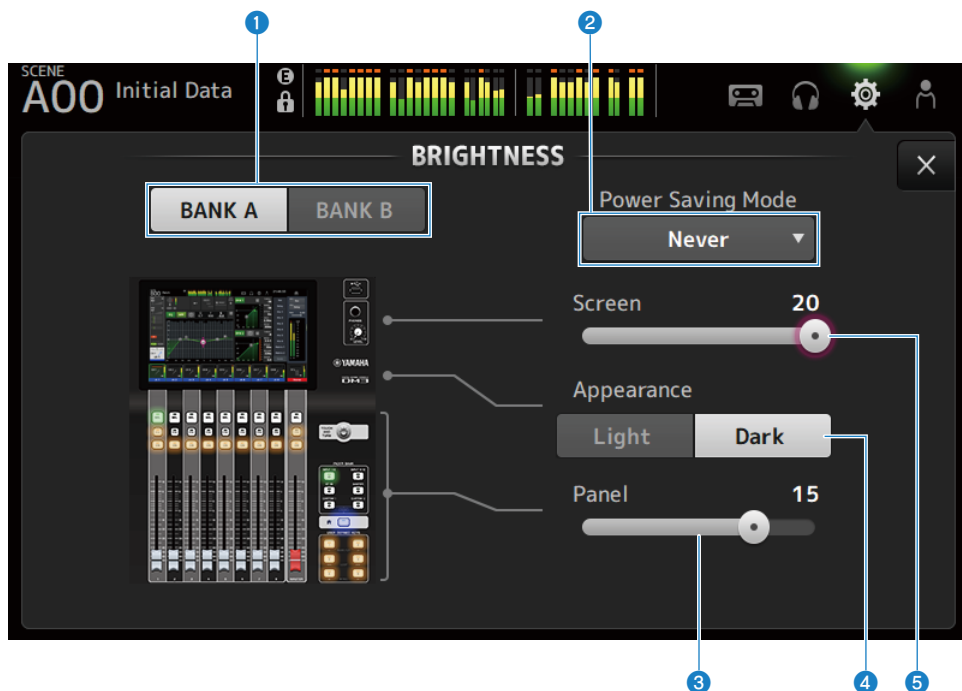 1 2
SCENE
A00 Initial Data E
BRIGHTNESS
BANK A BANK B
Power Saving Mode
Never
Screen 20
YAMAHA
DM3
Appearance
Light Dark
Panel 15
3 4 5